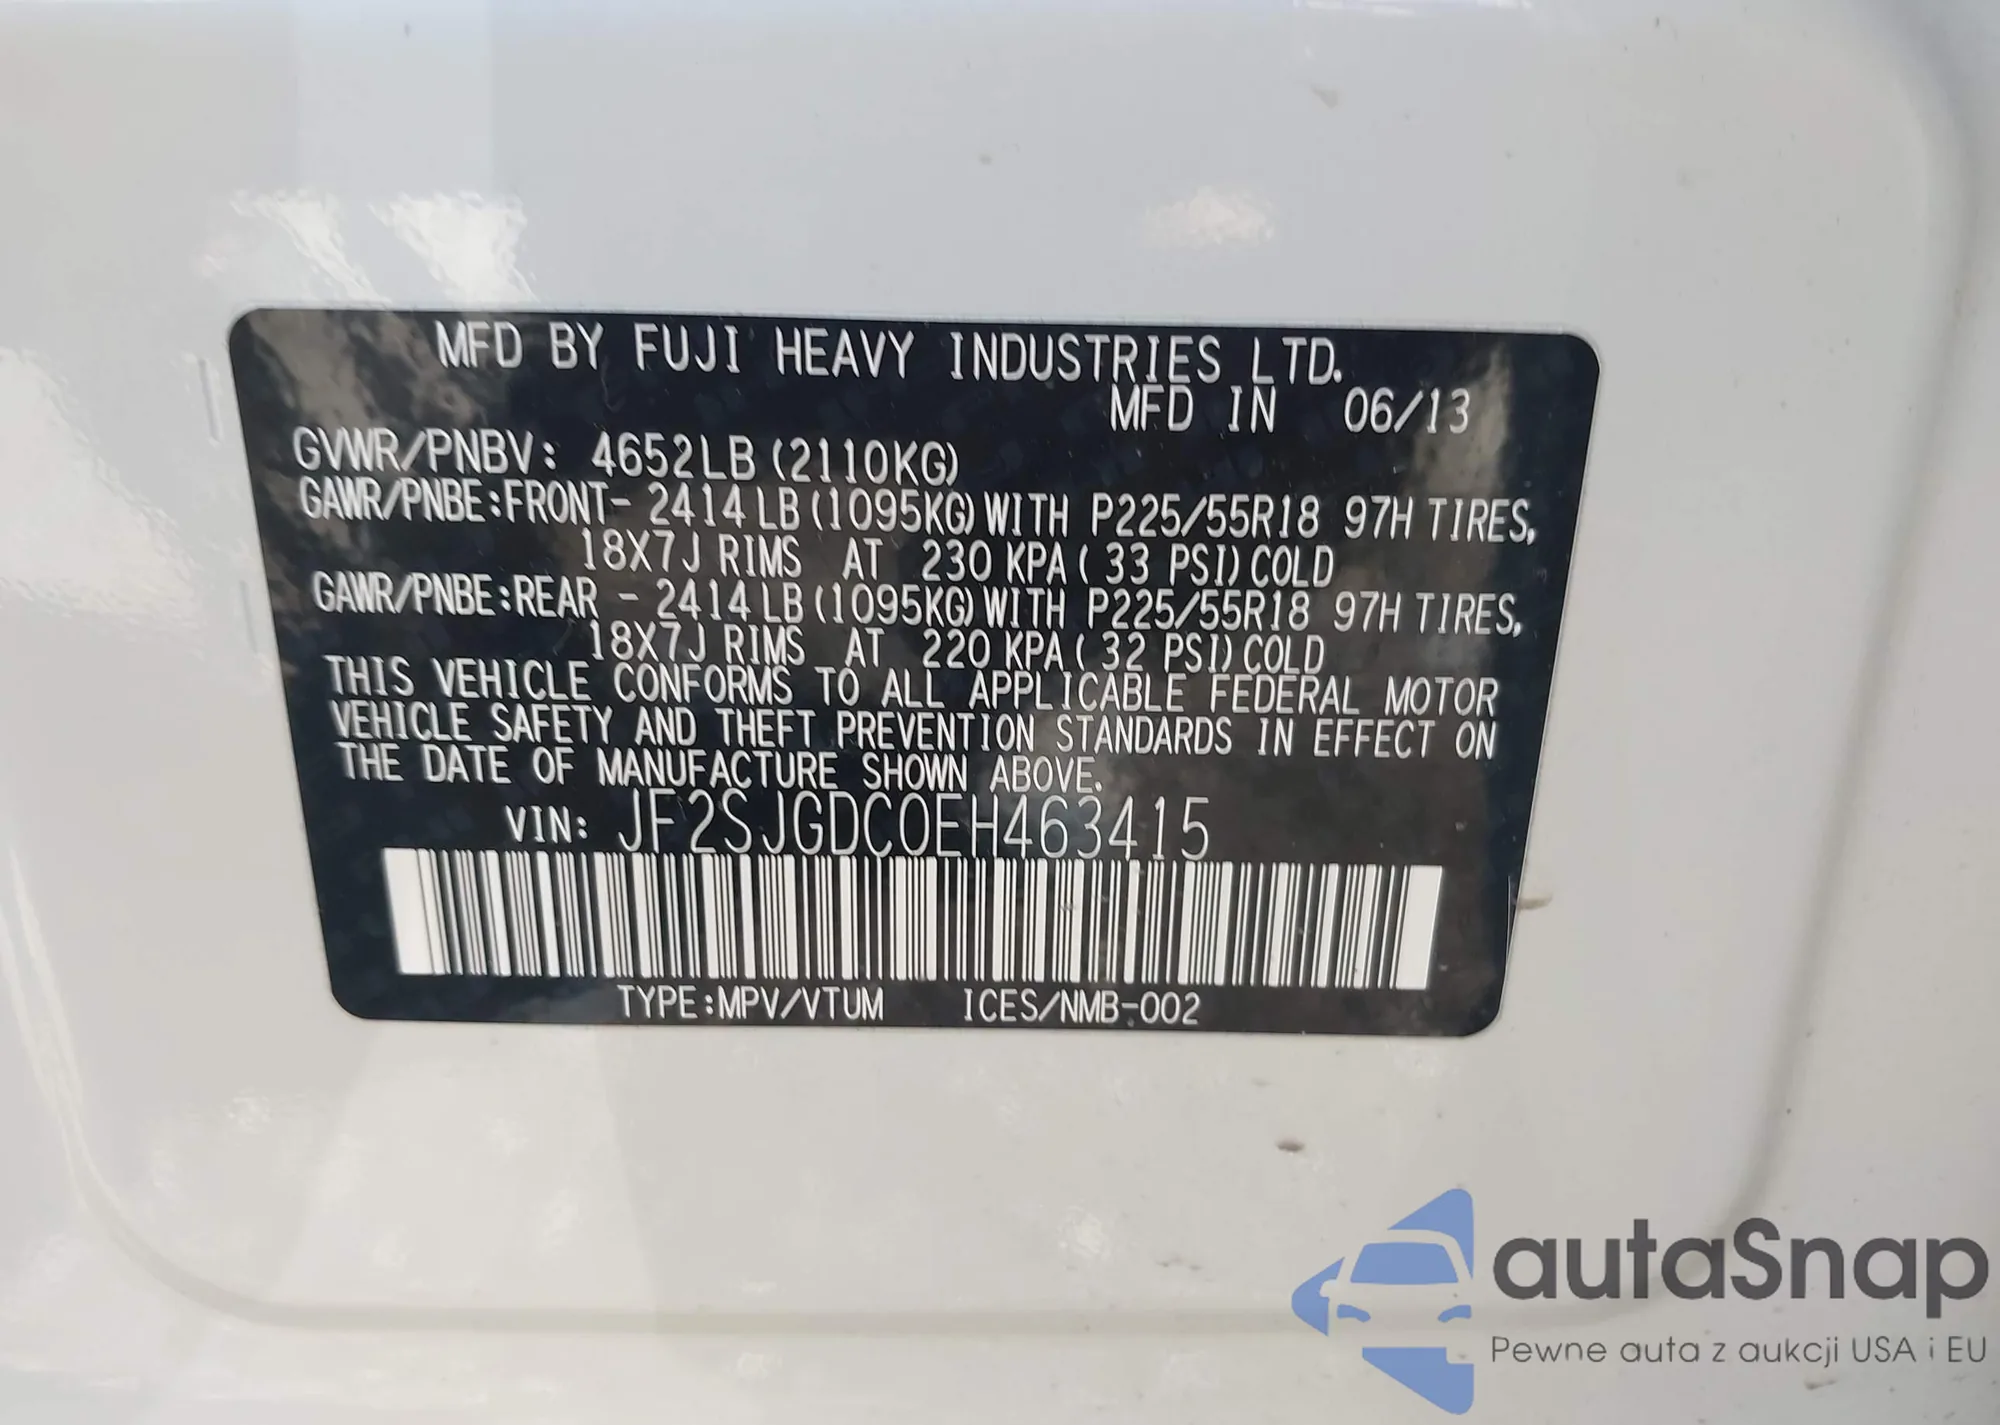 MFD BY FUJI HEAVY INDUSTRIES LTD.
MFD IN 06/13
GVWR/PNBV: 4652LB (2110KG)
GAWR/PNBE:FRONT- 2414LB (1095KG) WITH P225/55R18 97H TIRES,
18X7J RIMS AT 230 KPA ( 33 PSI) COLD
GAWR/PNBE:REAR - 2414LB (1095KG) WITH P225/55R18 97H TIRES,
18X7J RIMS AT 220 KPA ( 32 PSI) COLD
THIS VEHICLE CONFORMS TO ALL APPLICABLE FEDERAL MOTOR
VEHICLE SAFETY AND THEFT PREVENTION STANDARDS IN EFFECT ON
THE DATE OF MANUFACTURE SHOWN ABOVE.
VIN: JF2SJGDC0EH463415
TYPE:MPV/VTUM ICES/NMB-002
autaSnap
Pewne auta z aukcji USA i EU